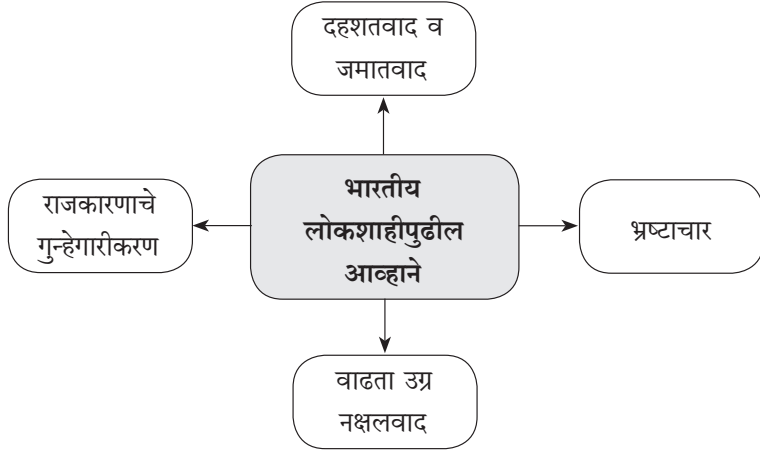 दहशतवाद व
जमातवाद
राजकारणाचे
गुन्हेगारीकरण
भारतीय
लोकशाहीपुढील
आव्हाने
भ्रष्टाचार
वाढता उग्र
नक्षलवाद